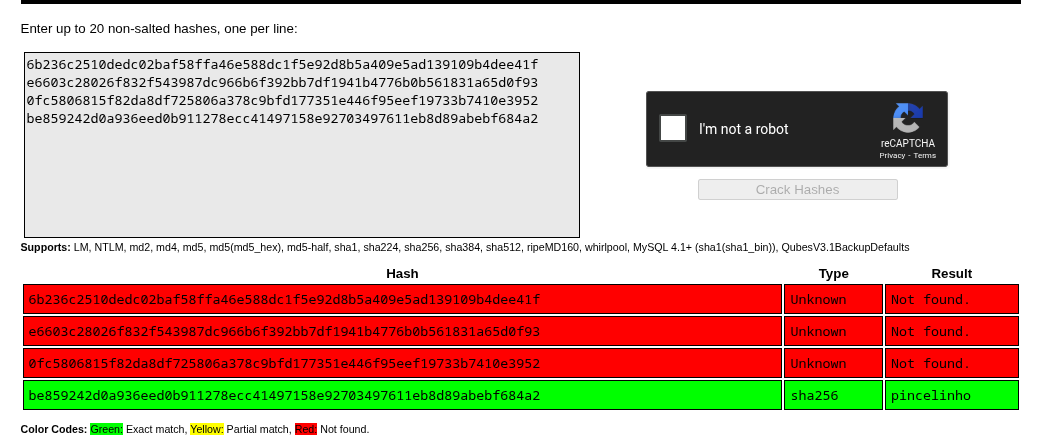 Enter up to 20 non-salted hashes, one per line:
6b236c2510dedc02baf58ffa46e588dc1f5e92d8b5a409e5ad139109b4dee41f
e6603c28026f832f543987dc966b6f392bb7df1941b4776b0b561831a65d0f93
0fc5806815f82da8df725806a378c9bfd177351e446f95eef19733b7410e3952
be859242d0a936eed0b911278ecc41497158e92703497611eb8d89abebf684a2
I'm not a robot
reCAPTCHA
Privacy - Terms
Crack Hashes
Supports: LM, NTLM, md2, md4, md5, md5(md5_hex), md5-half, sha1, sha224, sha256, sha384, sha512, ripeMD160, whirlpool, MySQL 4.1+ (sha1(sha1_bin)), QubesV3.1BackupDefaults
Hash Type Result
6b236c2510dedc02baf58ffa46e588dc1f5e92d8b5a409e5ad139109b4dee41f Unknown Not found.
e6603c28026f832f543987dc966b6f392bb7df1941b4776b0b561831a65d0f93 Unknown Not found.
0fc5806815f82da8df725806a378c9bfd177351e446f95eef19733b7410e3952 Unknown Not found.
be859242d0a936eed0b911278ecc41497158e92703497611eb8d89abebf684a2 sha256 pincelinho
Color Codes: Green: Exact match, Yellow: Partial match, Red: Not found.